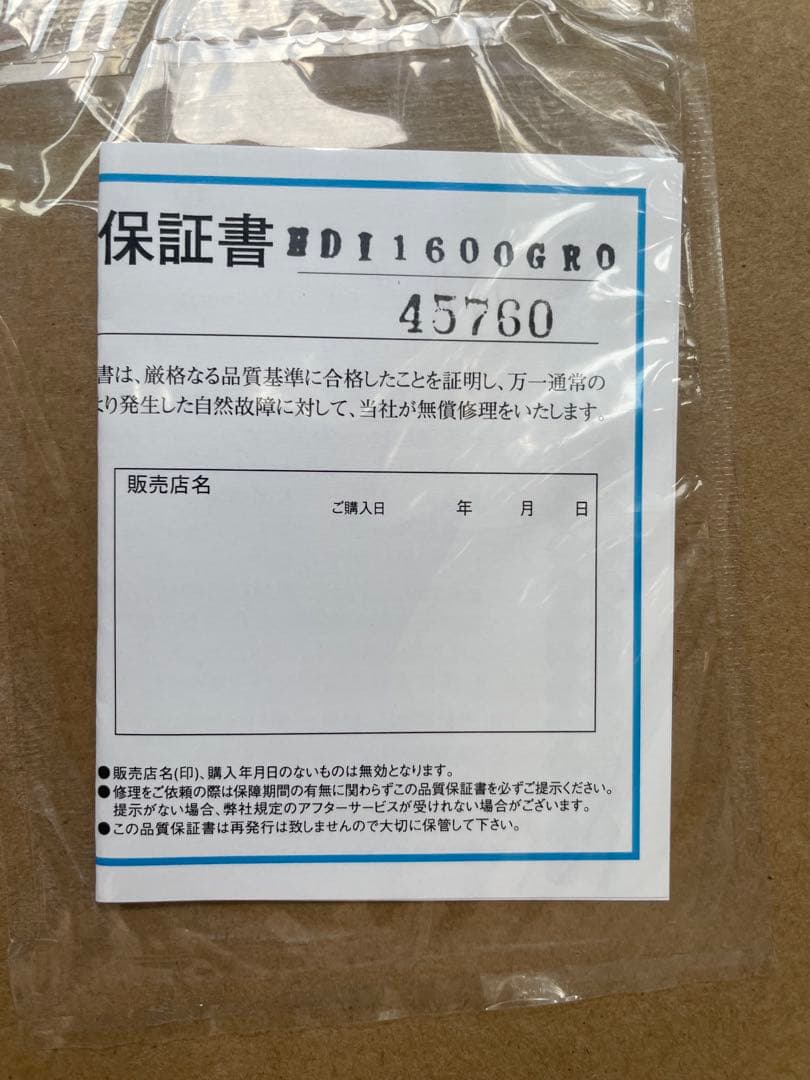 保証書 HDI1600GRO
45760
書は、厳格なる品質基準に合格したことを証明し、万一通常の
より発生した自然故障に対して、当社が無償修理をいたします。
販売店名
ご購入日 年 月 日
●販売店名(印)、購入年月日のないものは無効となります。
●修理をご依頼の際は保障期間の有無に関わらずこの品質保証書を必ずご提示ください。
提示がない場合、弊社規定のアフターサービスが受けれない場合がございます。
●この品質保証書は再発行は致しませんので大切に保管して下さい。